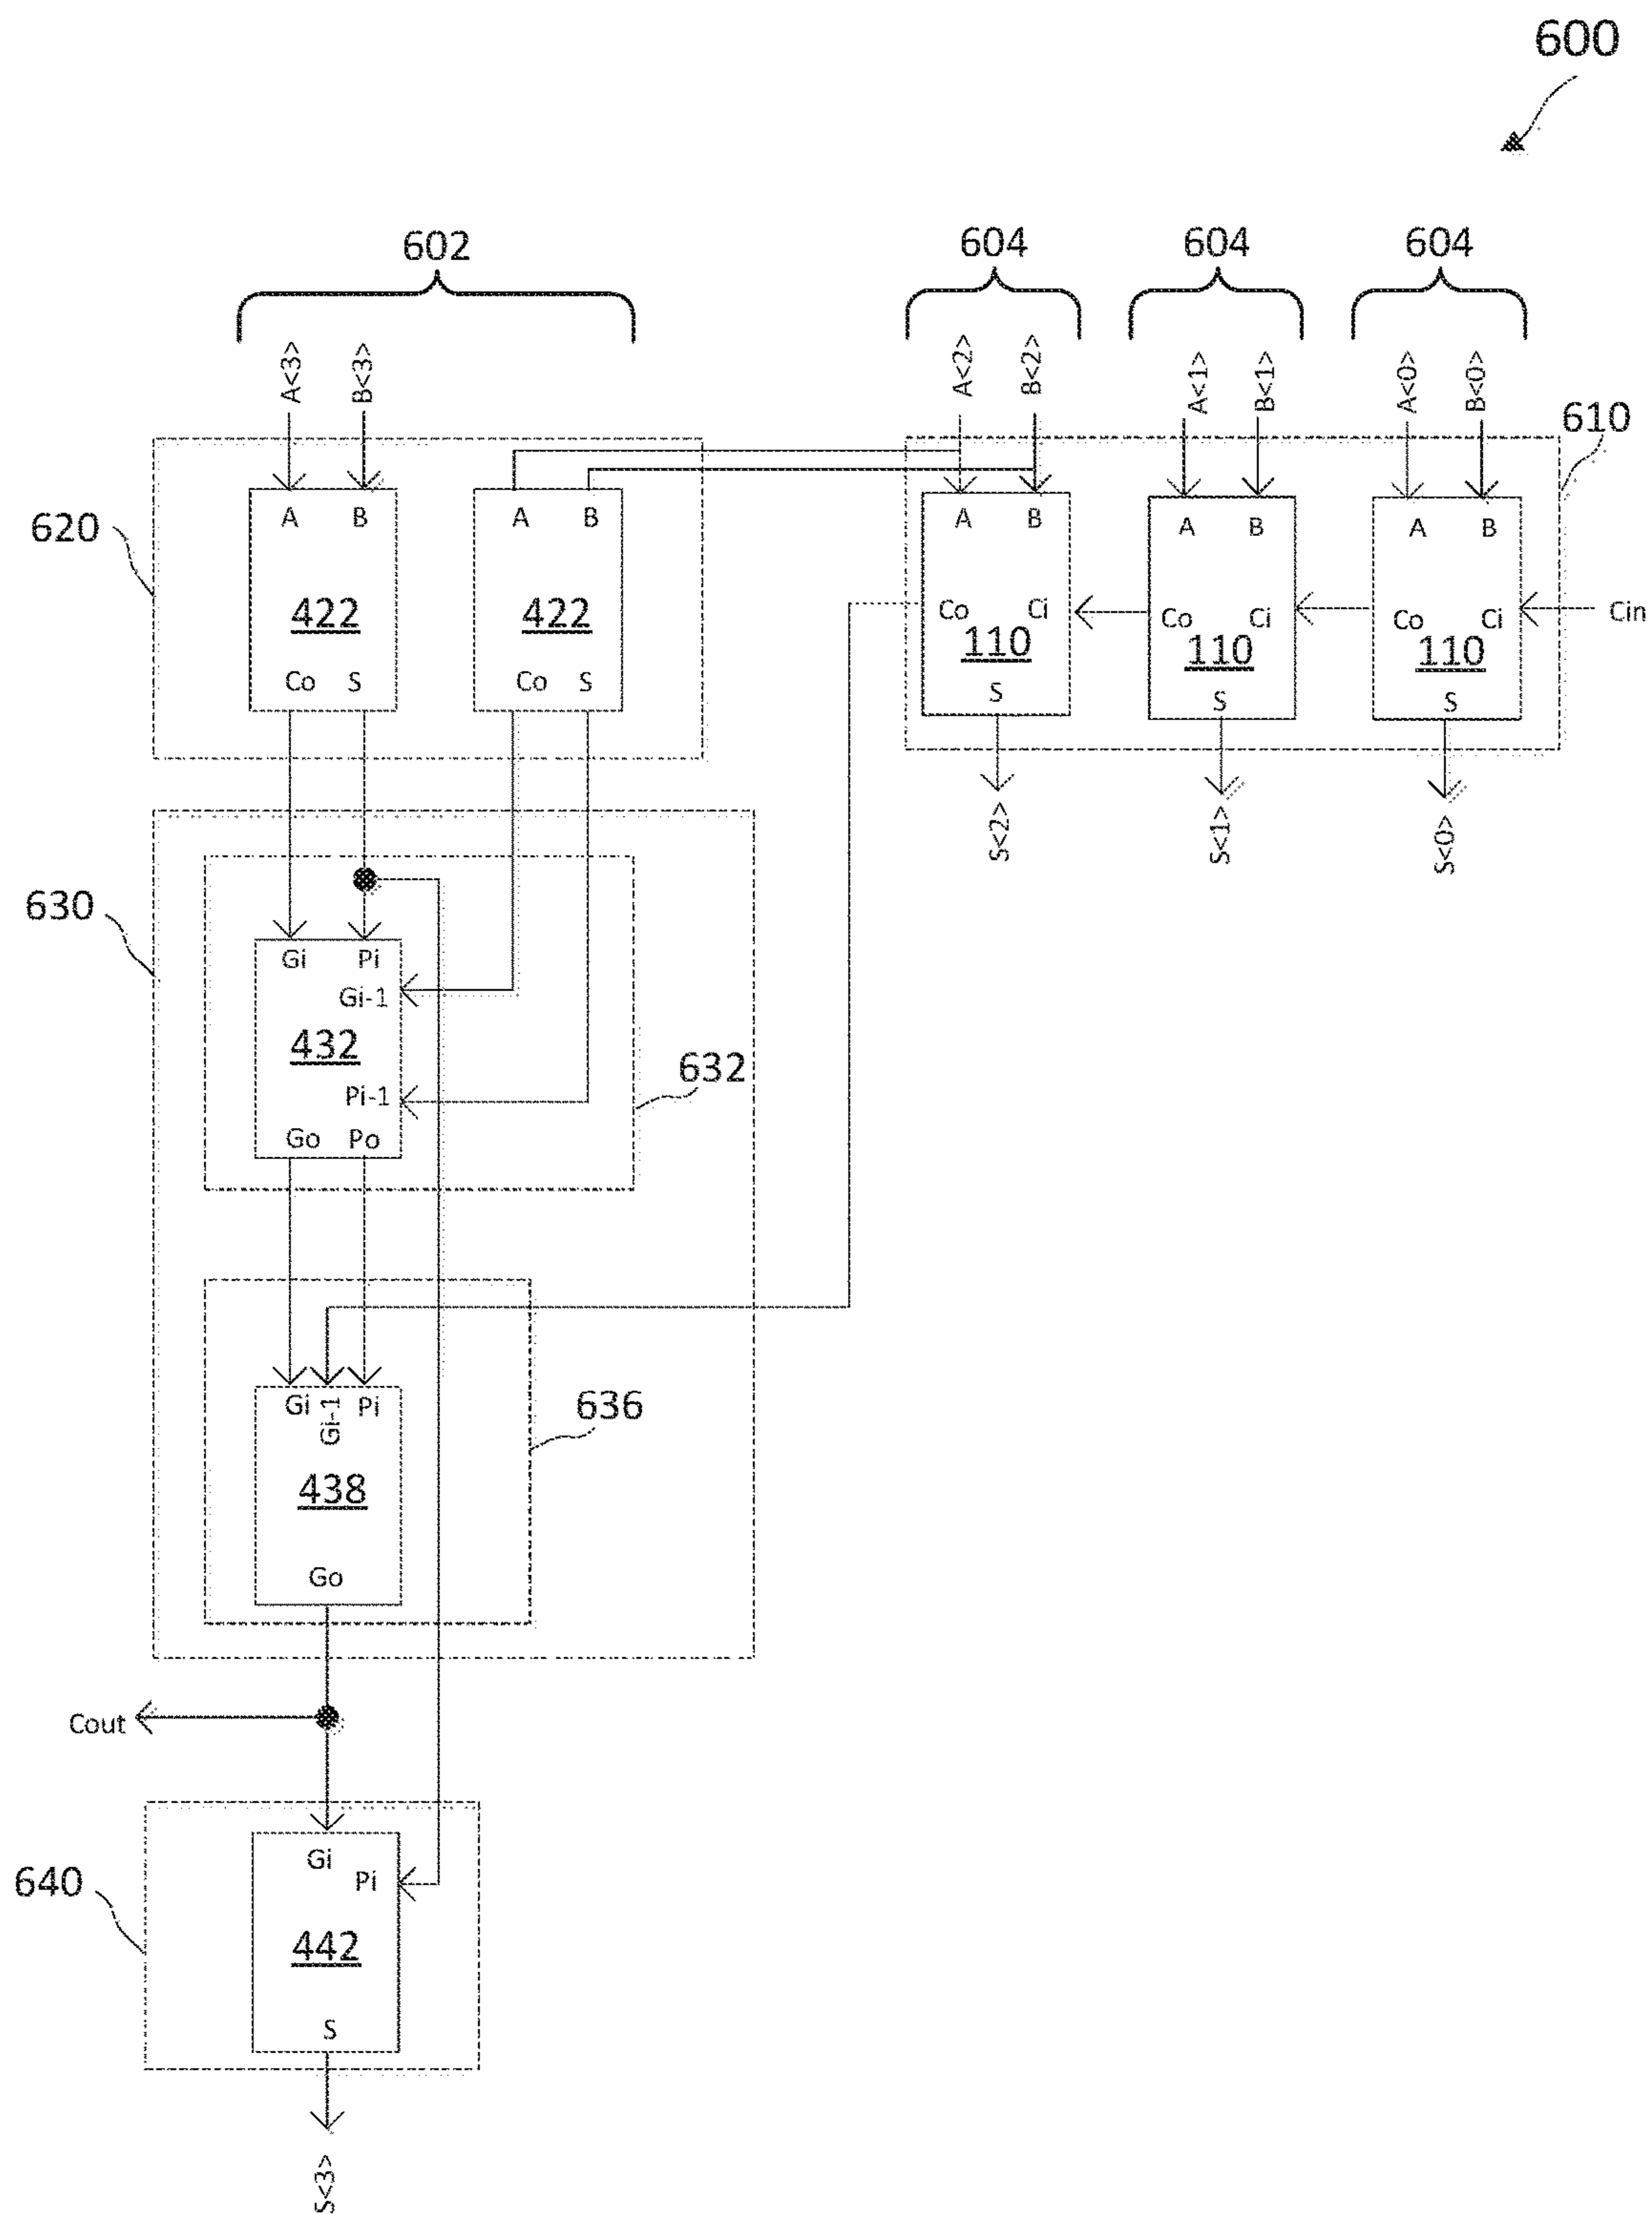 600
602
604 604 604
A<3> B<3> A<2> B<2> A<1> B<1> A<0> B<0>
610
620
A B A B A B A B A B
422 422
Co Ci Co Ci Co Ci Cin
110 110 110
Co S Co S S S S
S<2> S<1> S<0>
630
Gi Pi
Gi-1
432
632
Pi-1
Go Po
Gi Gi-1 Pi
636
438
Go
Cout
Gi
Pi
640
442
S
S<3>